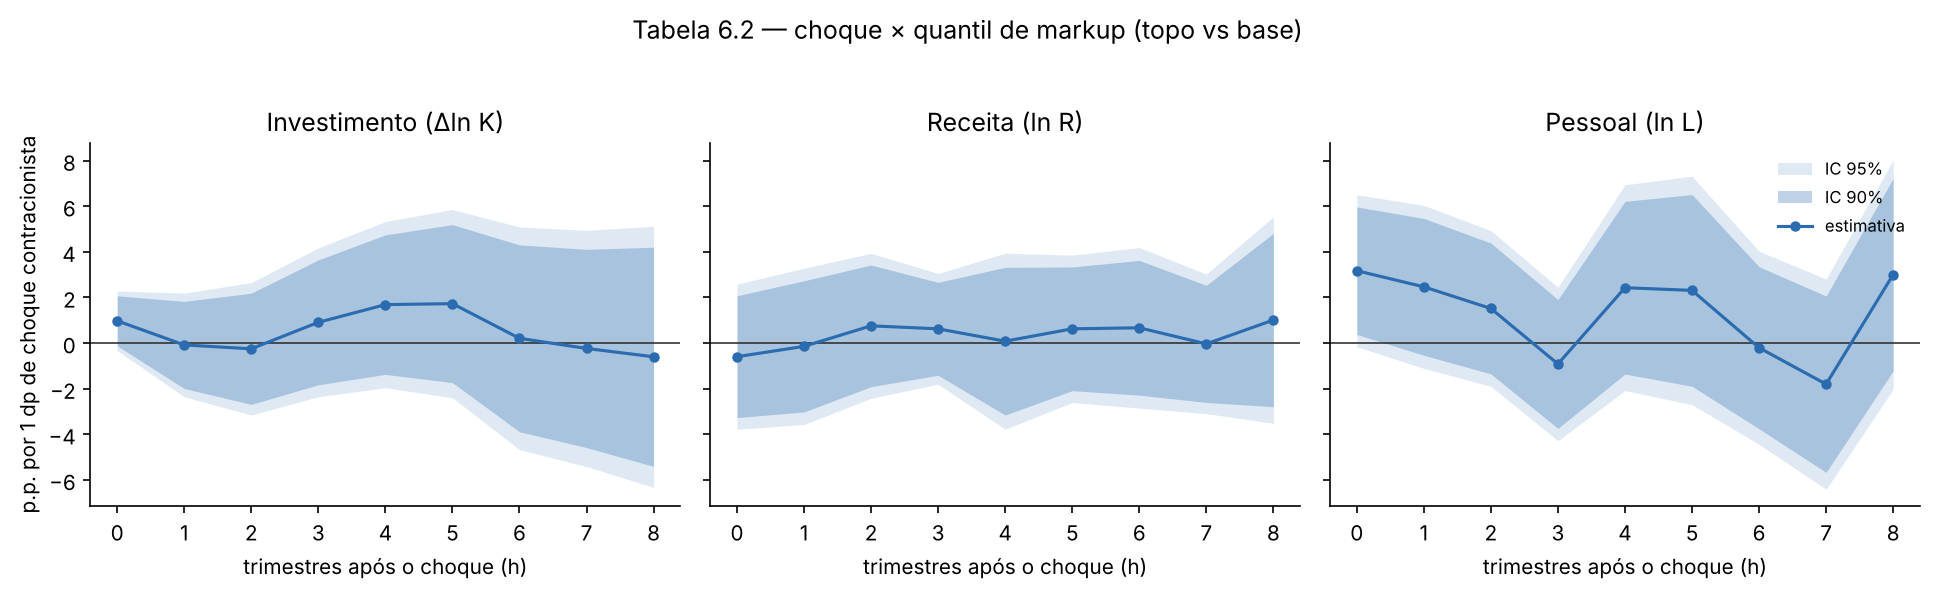 Tabela 6.2 — choque × quantil de markup (topo vs base)
Investimento (Δln K)
p.p. por 1 dp de choque contracionista
8
6
4
2
0
−2
−4
−6
0 1 2 3 4 5 6 7 8
trimestres após o choque (h)
Receita (ln R)
0 1 2 3 4 5 6 7 8
trimestres após o choque (h)
Pessoal (ln L)
IC 95%
IC 90%
estimativa
0 1 2 3 4 5 6 7 8
trimestres após o choque (h)